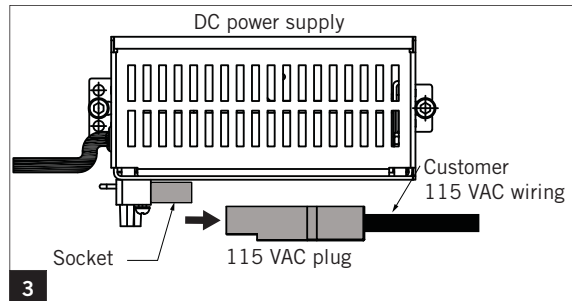 DC power supply
Customer
115 VAC wiring
Socket
115 VAC plug
3